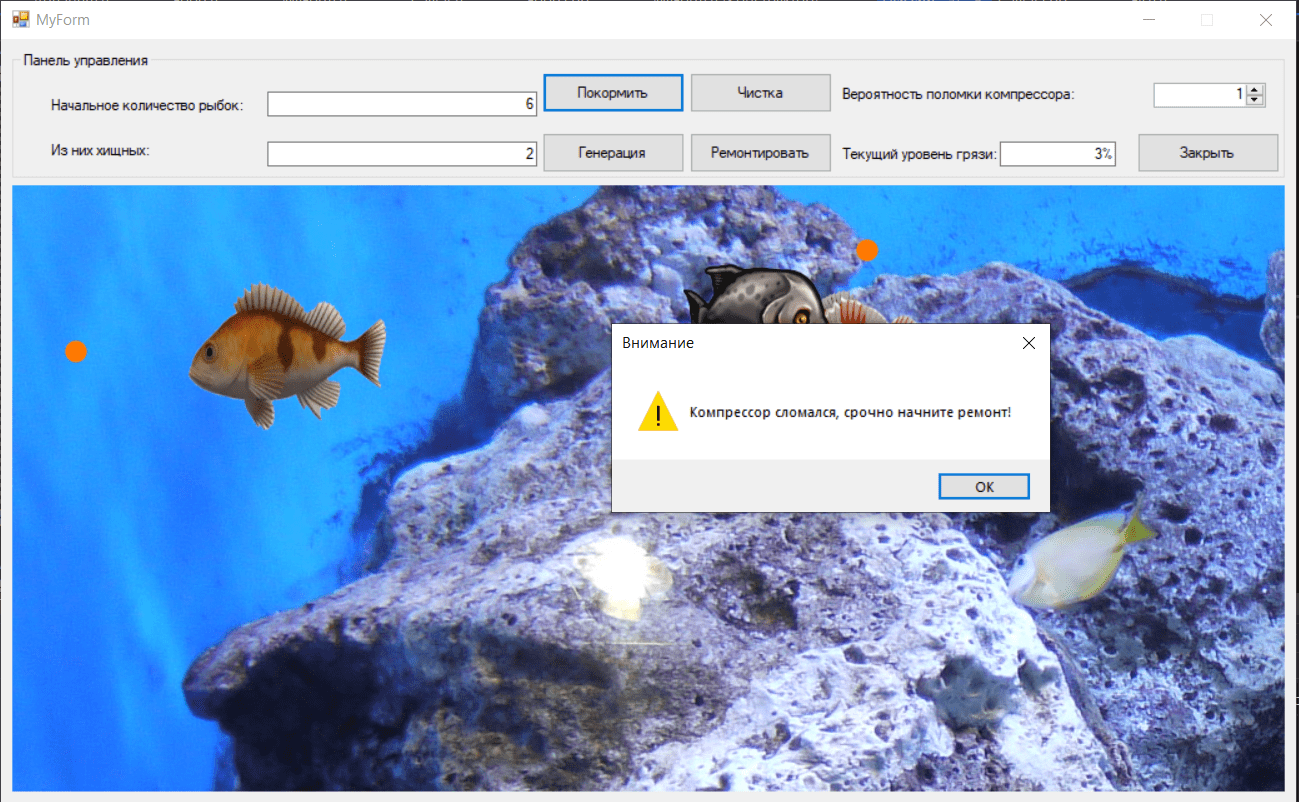 MyForm
Панель управления
Начальное количество рыбок:
6
Покормить
Чистка
Вероятность поломки компрессора:
1
Из них хищных:
2
Генерация
Ремонтировать
Текущий уровень грязи:
3%
Закрыть
Внимание
Компрессор сломался, срочно начните ремонт!
OK